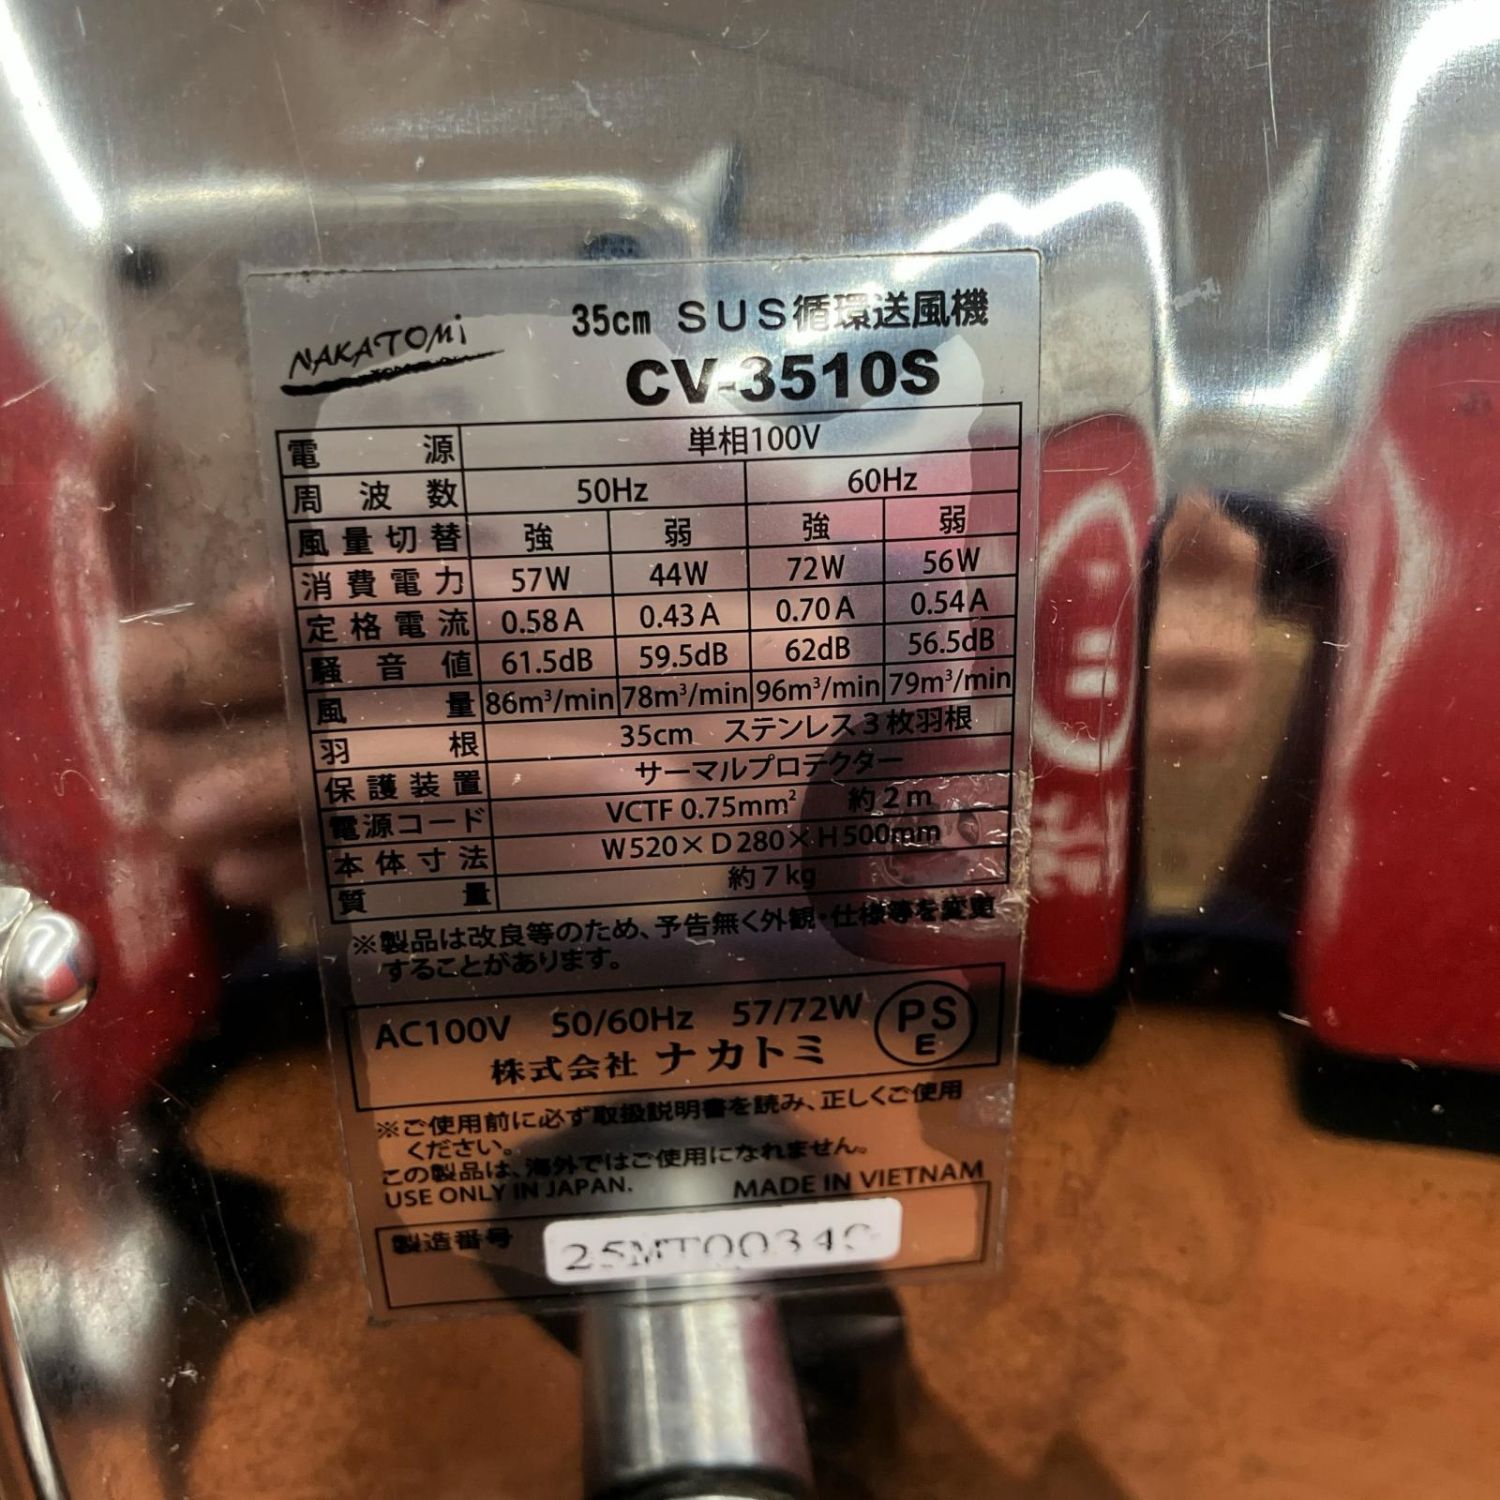 NAKATOMI
35cm SUS循環送風機
CV-3510S
電源 単相100V
周波数 50Hz 60Hz
風量切替 強 弱 強 弱
消費電力 57W 44W 72W 56W
定格電流 0.58A 0.43A 0.70A 0.54A
騒音値 61.5dB 59.5dB 62dB 56.5dB
風量 86m³/min 78m³/min 96m³/min 79m³/min
羽根 35cm ステンレス3枚羽根
保護装置 サーマルプロテクター
電源コード VCTF 0.75mm² 約2m
本体寸法 W520×D280×H500mm
質量 約7kg
※製品は改良等のため、予告無く外観・仕様等を変更
することがあります。
AC100V 50/60Hz 57/72W
PSE
株式会社 ナカトミ
※ご使用前に必ず取扱説明書を読み、正しくご使用
ください。
この製品は、海外ではご使用になれません。
USE ONLY IN JAPAN. MADE IN VIETNAM
製造番号